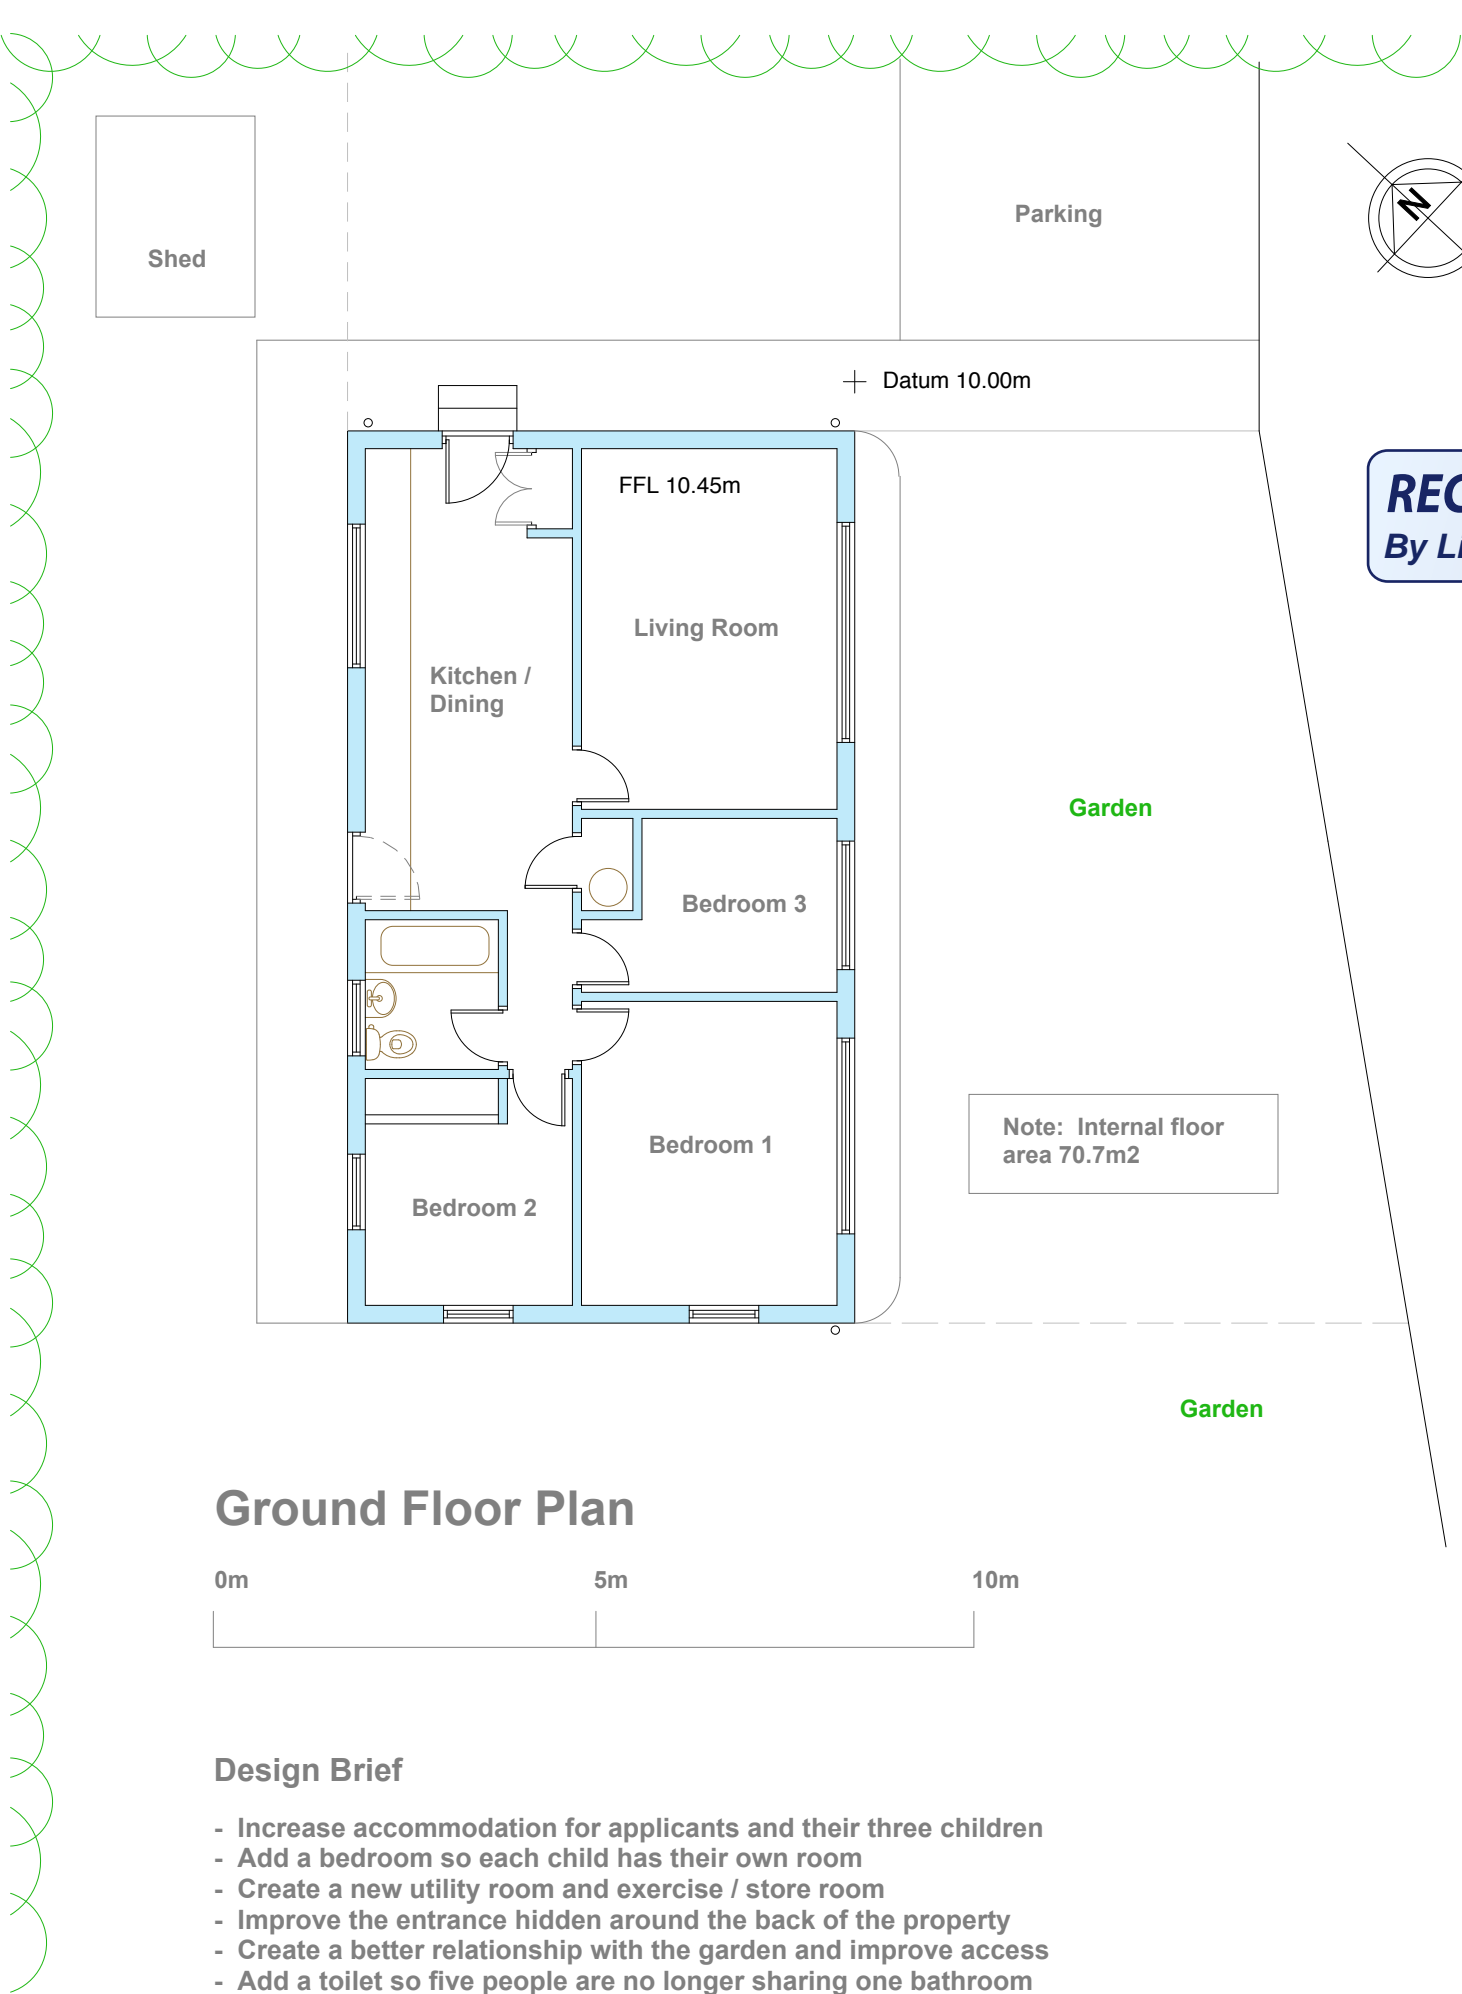 Parking
N
Shed
Datum 10.00m
FFL 10.45m
By
Living Room
Kitchen /
Dining
Garden
Bedroom 3
Note: Internal floor
area 70.7m2
Bedroom 1
Bedroom 2
Garden
Ground Floor Plan
0m 5m 10m
Design Brief
- Increase accommodation for applicants and their three children
- Add a bedroom so each child has their own room
- Create a new utility room and exercise / store room
- Improve the entrance hidden around the back of the property
- Create a better relationship with the garden and improve access
- Add a toilet so five people are no longer sharing one bathroom